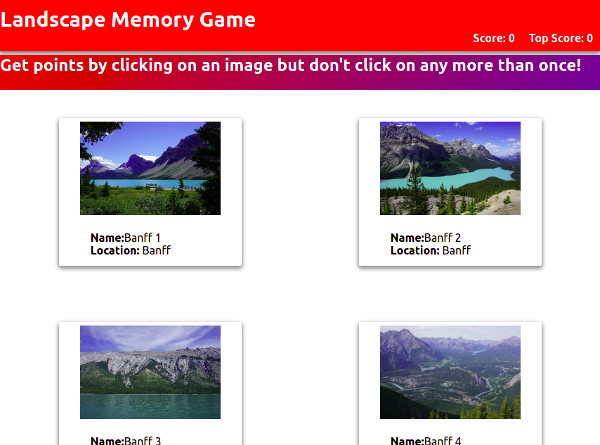 Landscape Memory Game
Score: 0 Top Score: 0
Get points by clicking on an image but don't click on any more than once!
Name:Banff 1
Location: Banff
Name:Banff 2
Location: Banff
Name:Banff 3
Name:Banff 4